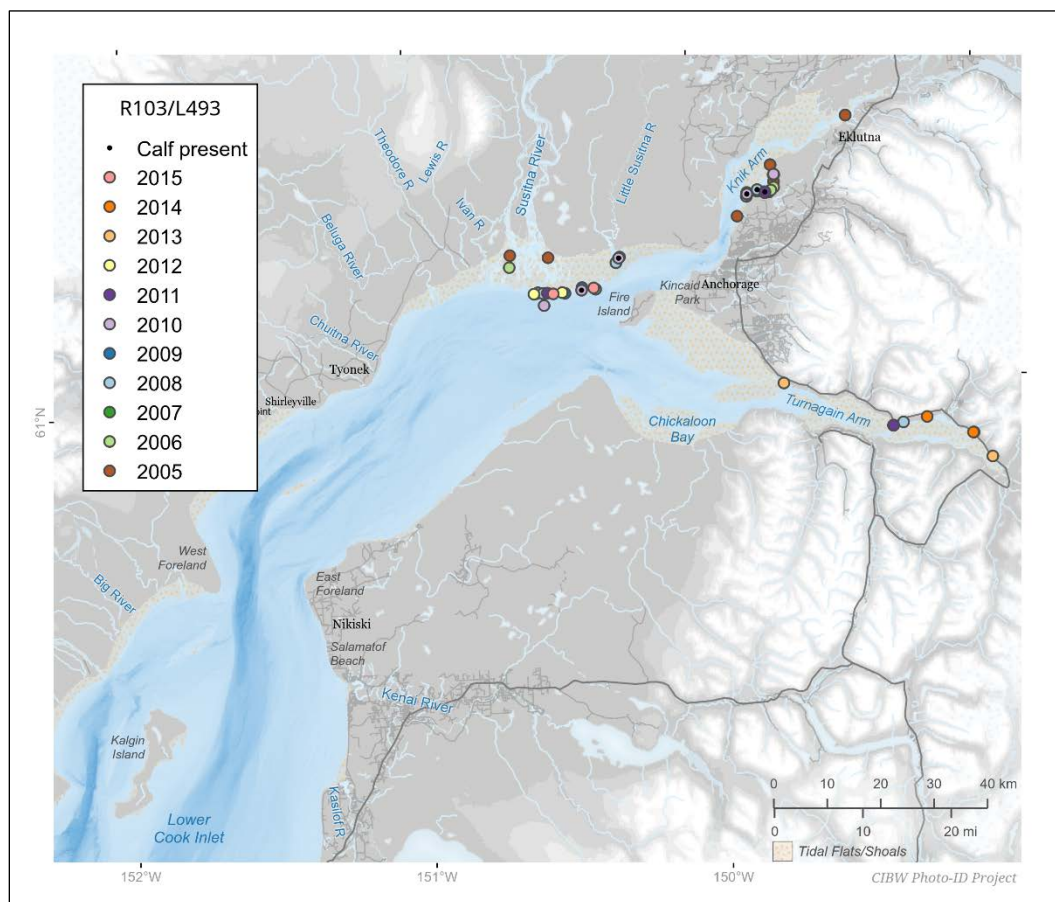 R103/L493
Calf present
2015
2014
2013
2012
2011
2010
2009
2008
2007
2006
2005
Theodore R
Lewis R
Ivan R
Susitna River
Little Susitna R
Beluga River
Chuitna River
Knik Arm
Eklutna
Kincaid
Park
Anchorage
Fire
Island
Tyonek
Shirleyville
oint
Turnagain Arm
Chickaloon
Bay
61°N
West
Foreland
Big River
East
Foreland
Nikiski
Salamatof
Beach
Kenai River
Kalgin
Island
Kasilof R
Lower
Cook Inlet
0 10 20 30 40 km
0 10 20 mi
Tidal Flats/Shoals
152°W 151°W 150°W
CIBW Photo-ID Project